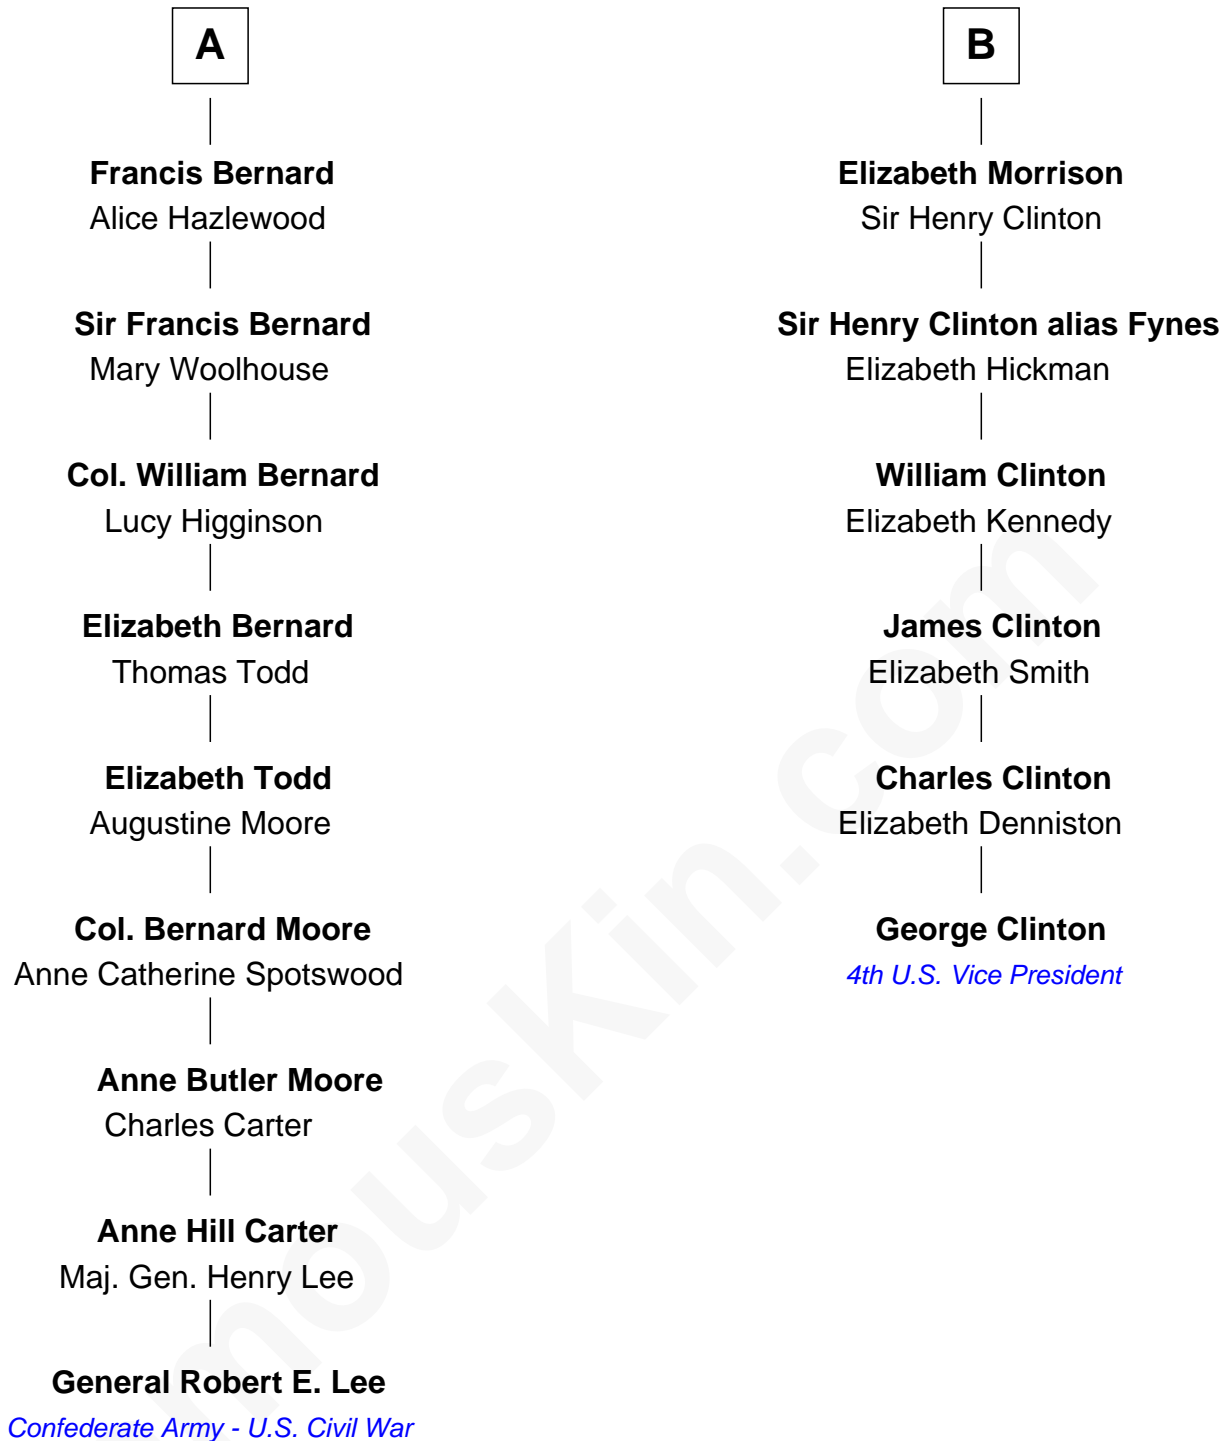 A
Francis Bernard
Alice Hazlewood
Sir Francis Bernard
Mary Woolhouse
Col. William Bernard
Lucy Higginson
Elizabeth Bernard
Thomas Todd
Elizabeth Todd
Augustine Moore
Col. Bernard Moore
Anne Catherine Spotswood
Anne Butler Moore
Charles Carter
Anne Hill Carter
Maj. Gen. Henry Lee
General Robert E. Lee
Confederate Army - U.S. Civil War
B
Elizabeth Morrison
Sir Henry Clinton
Sir Henry Clinton alias Fynes
Elizabeth Hickman
William Clinton
Elizabeth Kennedy
James Clinton
Elizabeth Smith
Charles Clinton
Elizabeth Denniston
George Clinton
4th U.S. Vice President
mousKin.com